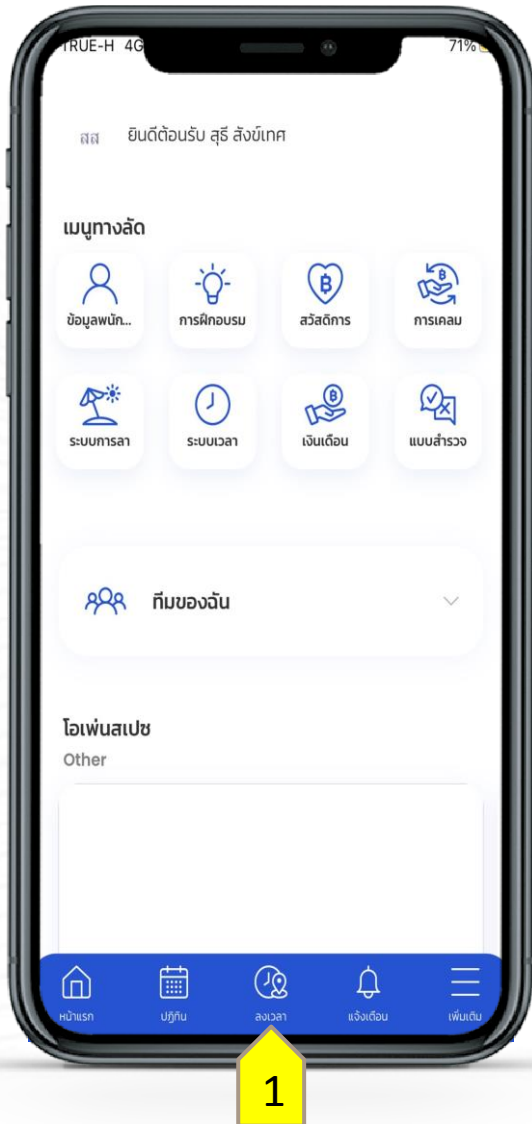 TRUE-H 4G 71%
สส ยินดีต้อนรับ สุธี สังข์เทศ
เมนูทางลัด
ข้อมูลพนัก... การฝึกอบรม สวัสดิการ การเคลม
ระบบการลา ระบบเวลา เงินเดือน แบบสำรวจ
ทีมของฉัน
โอเพ่นสเปซ
Other
หน้าแรก ปฏิทิน ลงเวลา แจ้งเตือน เพิ่มเติม
1